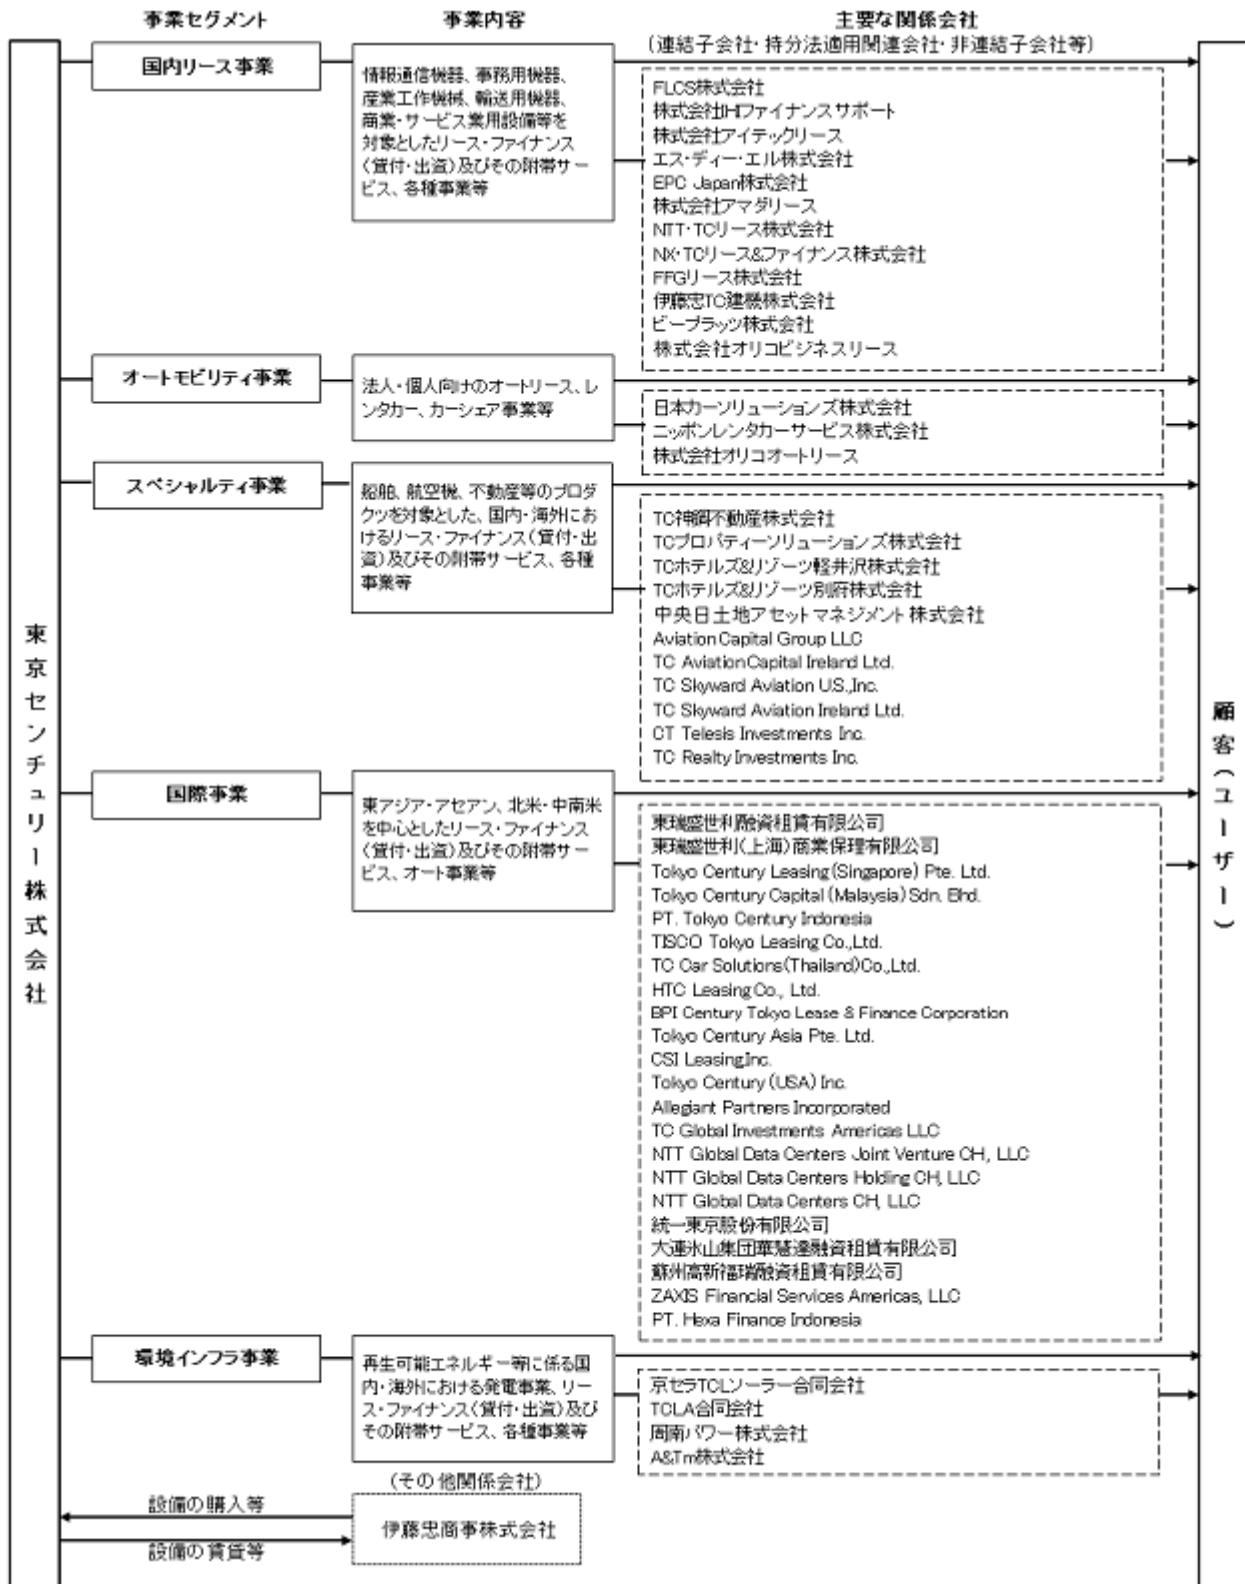 事業セグメント
事業内容
主要な関係会社
(連結子会社・持分法適用関連会社・非連結子会社等)
東京センチュリー株式会社
国内リース事業
情報通信機器、事務用機器、
産業工作機械、輸送用機器、
商業・サービス業用設備等を
対象としたリース・ファイナンス
(貸付・出資)及びその附帯サー
ビス、各種事業等
FLCS株式会社
株式会社IHIファイナンスサポート
株式会社アイテックリース
エス・ディー・エル株式会社
EPC Japan株式会社
株式会社アマダリース
NTT・TCリース株式会社
NX・TCリース&ファイナンス株式会社
FFGリース株式会社
伊藤忠TC建機株式会社
ビープラッツ株式会社
株式会社オリコビジネスリース
オートモビリティ事業
法人・個人向けのオートリース、レ
ンタカー、カーシェア事業等
日本カーソリューションズ株式会社
ニッポンレンタカーサービス株式会社
株式会社オリコオートリース
スペシャルティ事業
船舶、航空機、不動産等のプロダ
クツを対象とした、国内・海外にお
けるリース・ファイナンス(貸付・出
資)及びその附帯サービス、各種
事業等
TC神鋼不動産株式会社
TCプロパティーソリューションズ株式会社
TCホテルズ&リゾーツ軽井沢株式会社
TCホテルズ&リゾーツ別府株式会社
中央日土地アセットマネジメント株式会社
Aviation Capital Group LLC
TC Aviation Capital Ireland Ltd.
TC Skyward Aviation U.S.,Inc.
TC Skyward Aviation Ireland Ltd.
CT Telesis Investments Inc.
TC Realty Investments Inc.
国際事業
東アジア・アセアン、北米・中南米
を中心としたリース・ファイナンス
(貸付・出資)及びその附帯サー
ビス、オート事業等
東瑞盛世利融資租賃有限公司
東瑞盛世利(上海)商業保理有限公司
Tokyo Century Leasing (Singapore) Pte. Ltd.
Tokyo Century Capital (Malaysia) Sdn. Bhd.
PT. Tokyo Century Indonesia
TISCO Tokyo Leasing Co.,Ltd.
TC Car Solutions(Thailand)Co.,Ltd.
HTC Leasing Co., Ltd.
BPI Century Tokyo Lease & Finance Corporation
Tokyo Century Asia Pte. Ltd.
CSI Leasing,Inc.
Tokyo Century (USA) Inc.
Allegiant Partners Incorporated
TC Global Investments Americas LLC
NTT Global Data Centers Joint Venture CH, LLC
NTT Global Data Centers Holding CH, LLC
NTT Global Data Centers CH, LLC
統一東京股份有限公司
大連氷山集団華慧達融資租賃有限公司
蘇州高新福瑞融資租賃有限公司
ZAXIS Financial Services Americas, LLC
PT. Hexa Finance Indonesia
環境インフラ事業
再生可能エネルギー等に係る国
内・海外における発電事業、リー
ス・ファイナンス(貸付・出資)及び
その附帯サービス、各種事業等
京セラTCLソーラー合同会社
TCLA合同会社
周南パワー株式会社
A&Tm株式会社
(その他関係会社)
設備の購入等
伊藤忠商事株式会社
設備の賃貸等
顧客(ユーザー)